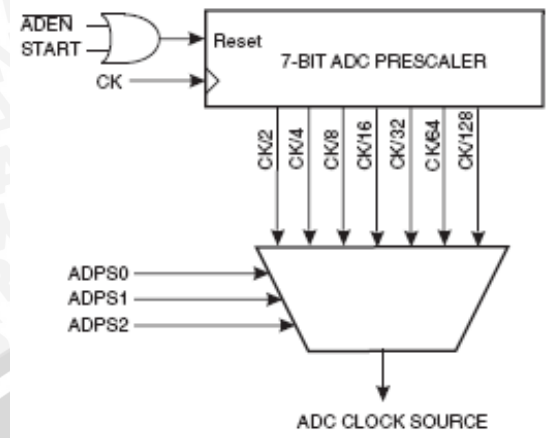 ADEN
START
Reset
7-BIT ADC PRESCALER
CK
CK/2
CK/4
CK/8
CK/16
CK/32
CK/64
CK/128
ADPS0
ADPS1
ADPS2
ADC CLOCK SOURCE